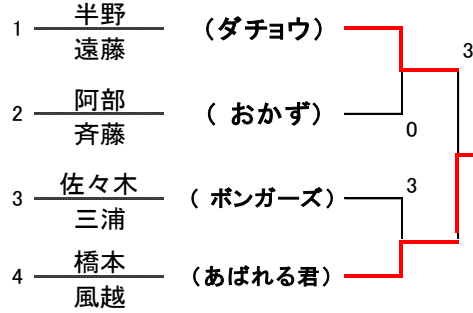 半野
1 (ダチョウ)
遠藤
3
阿部
2 ( おかず)
斉藤
0
佐々木
3 ( ボンガーズ)
3
三浦
橋本
4 (あばれる君)
風越